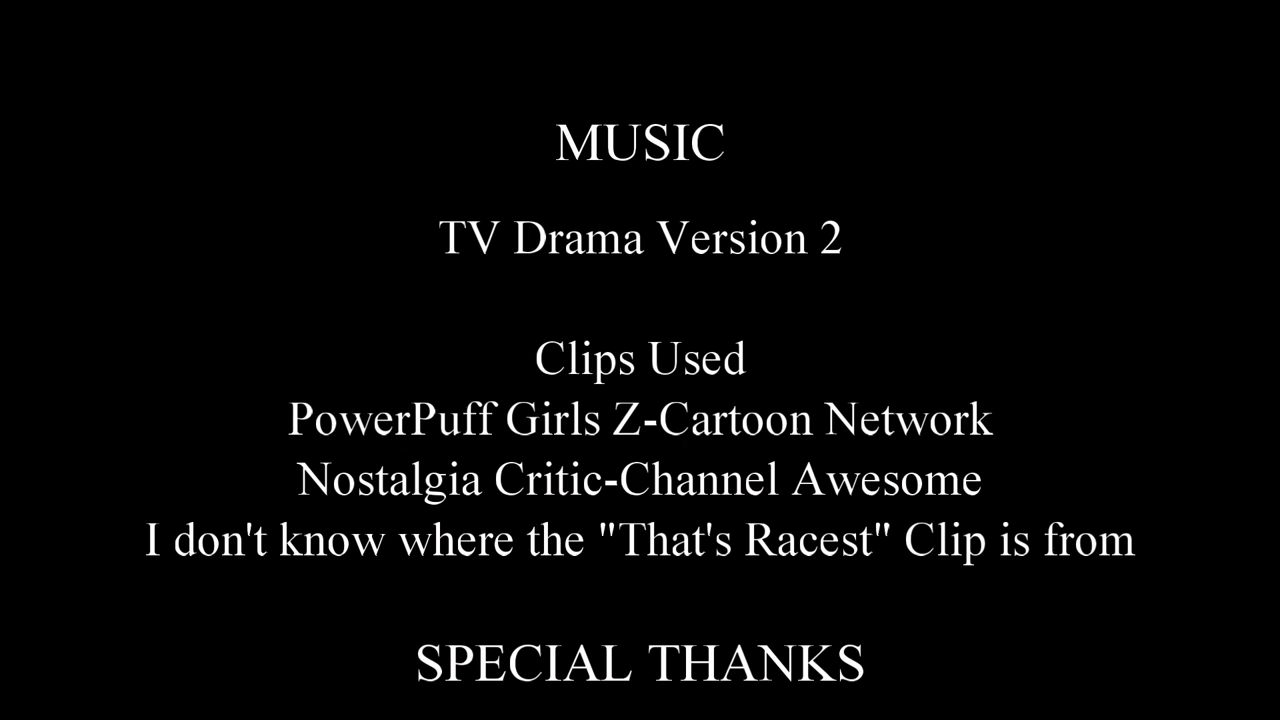 MUSIC
TV Drama Version 2
Clips Used
PowerPuff Girls Z-Cartoon Network
Nostalgia Critic-Channel Awesome
I don't know where the "That's Racest" Clip is from
SPECIAL THANKS